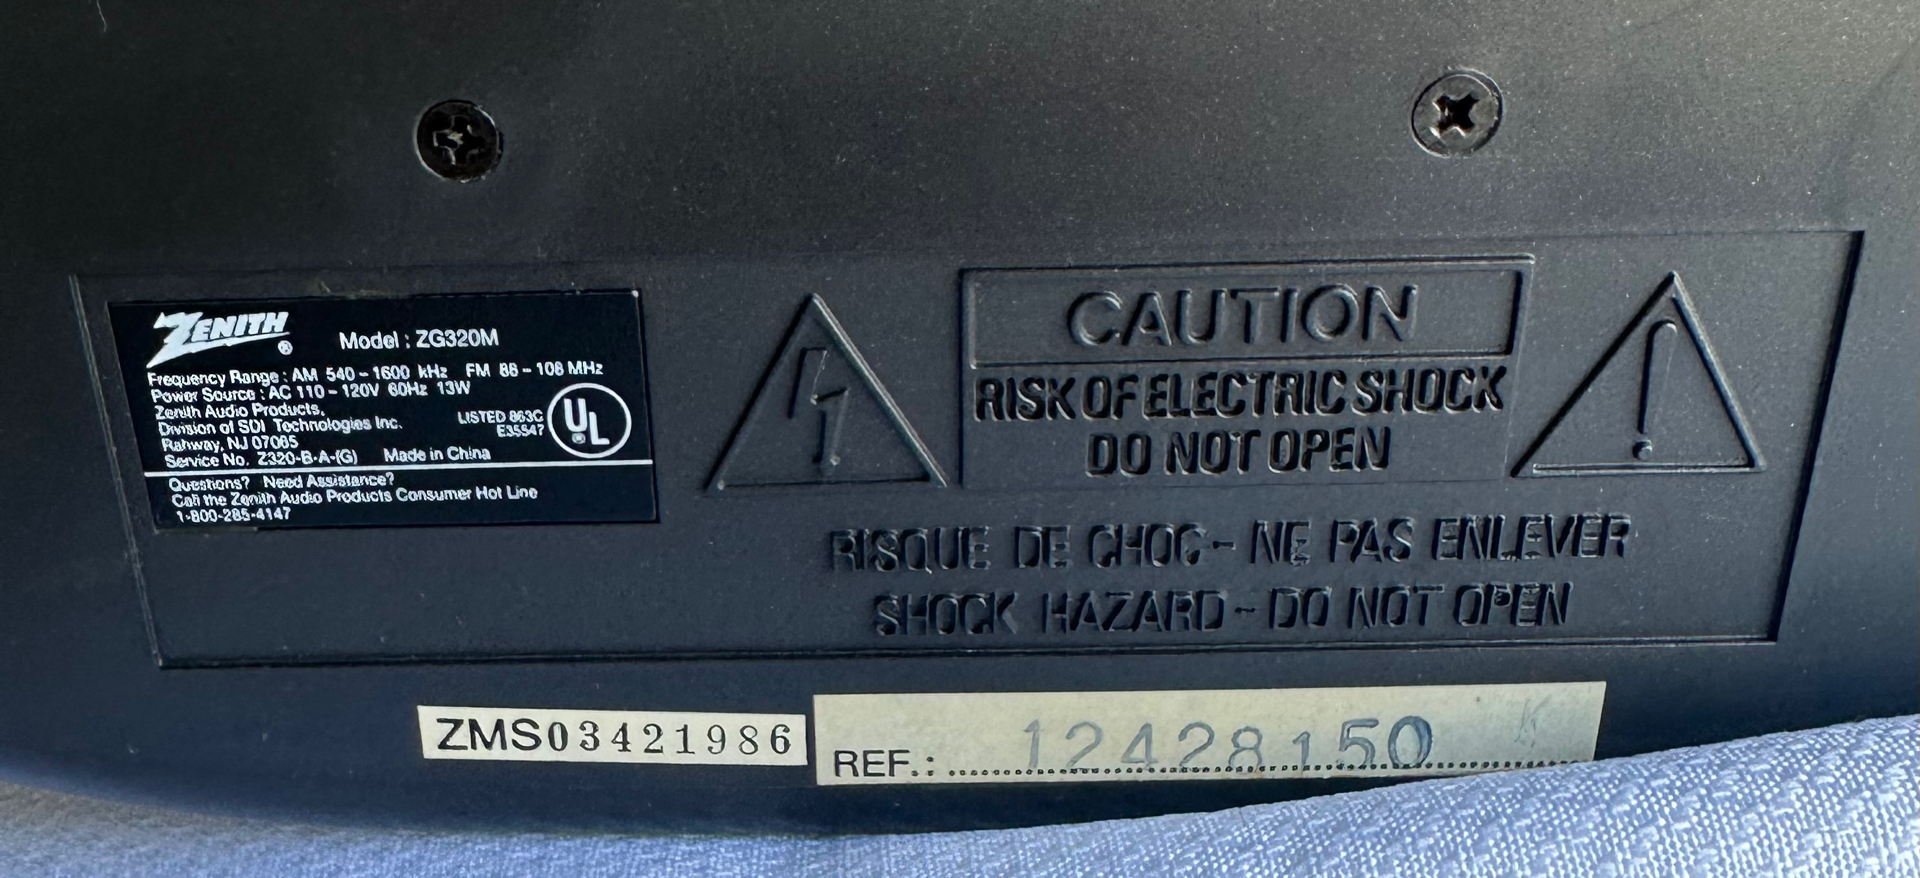 ZENITH ®
Model : ZG320M
Frequency Range : AM 540 - 1600 kHz FM 88 - 108 MHz
Power Source : AC 110 - 120V 60Hz 13W
Zenith Audio Products,
Division of SDI Technologies Inc.
Rahway, NJ 07065
Service No. Z320-B-A-(G) Made in China
LISTED 863C
E35547
UL
Questions? Need Assistance?
Call the Zenith Audio Products Consumer Hot Line
1-800-285-4147
CAUTION
RISK OF ELECTRIC SHOCK
DO NOT OPEN
RISQUE DE CHOC - NE PAS ENLEVER
SHOCK HAZARD - DO NOT OPEN
ZMS03421986
REF.: 12428150